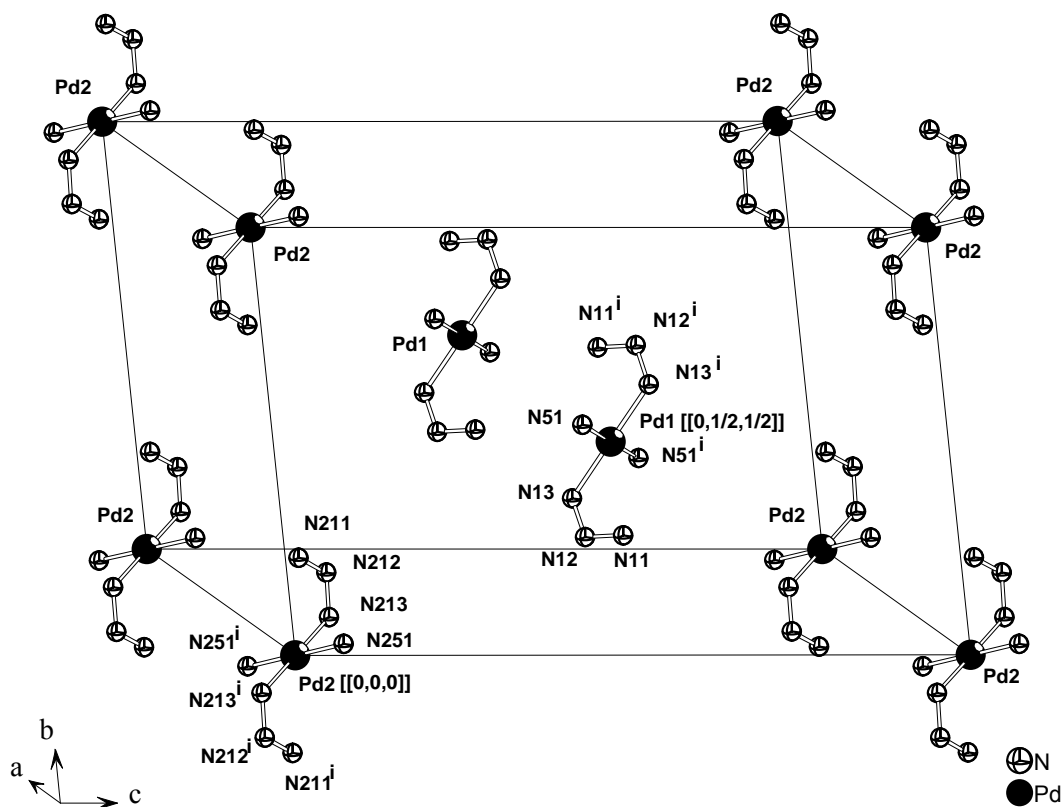 Pd2
Pd2
Pd2
Pd2
N11i
N12i
Pd1
N13i
N51
Pd1 [[0,1/2,1/2]]
N51i
N13
Pd2
N211
Pd2
N212
N12
N11
N213
N251i
N251
Pd2 [[0,0,0]]
Pd2
N213i
b
N212i
N
a
N211i
c
Pd